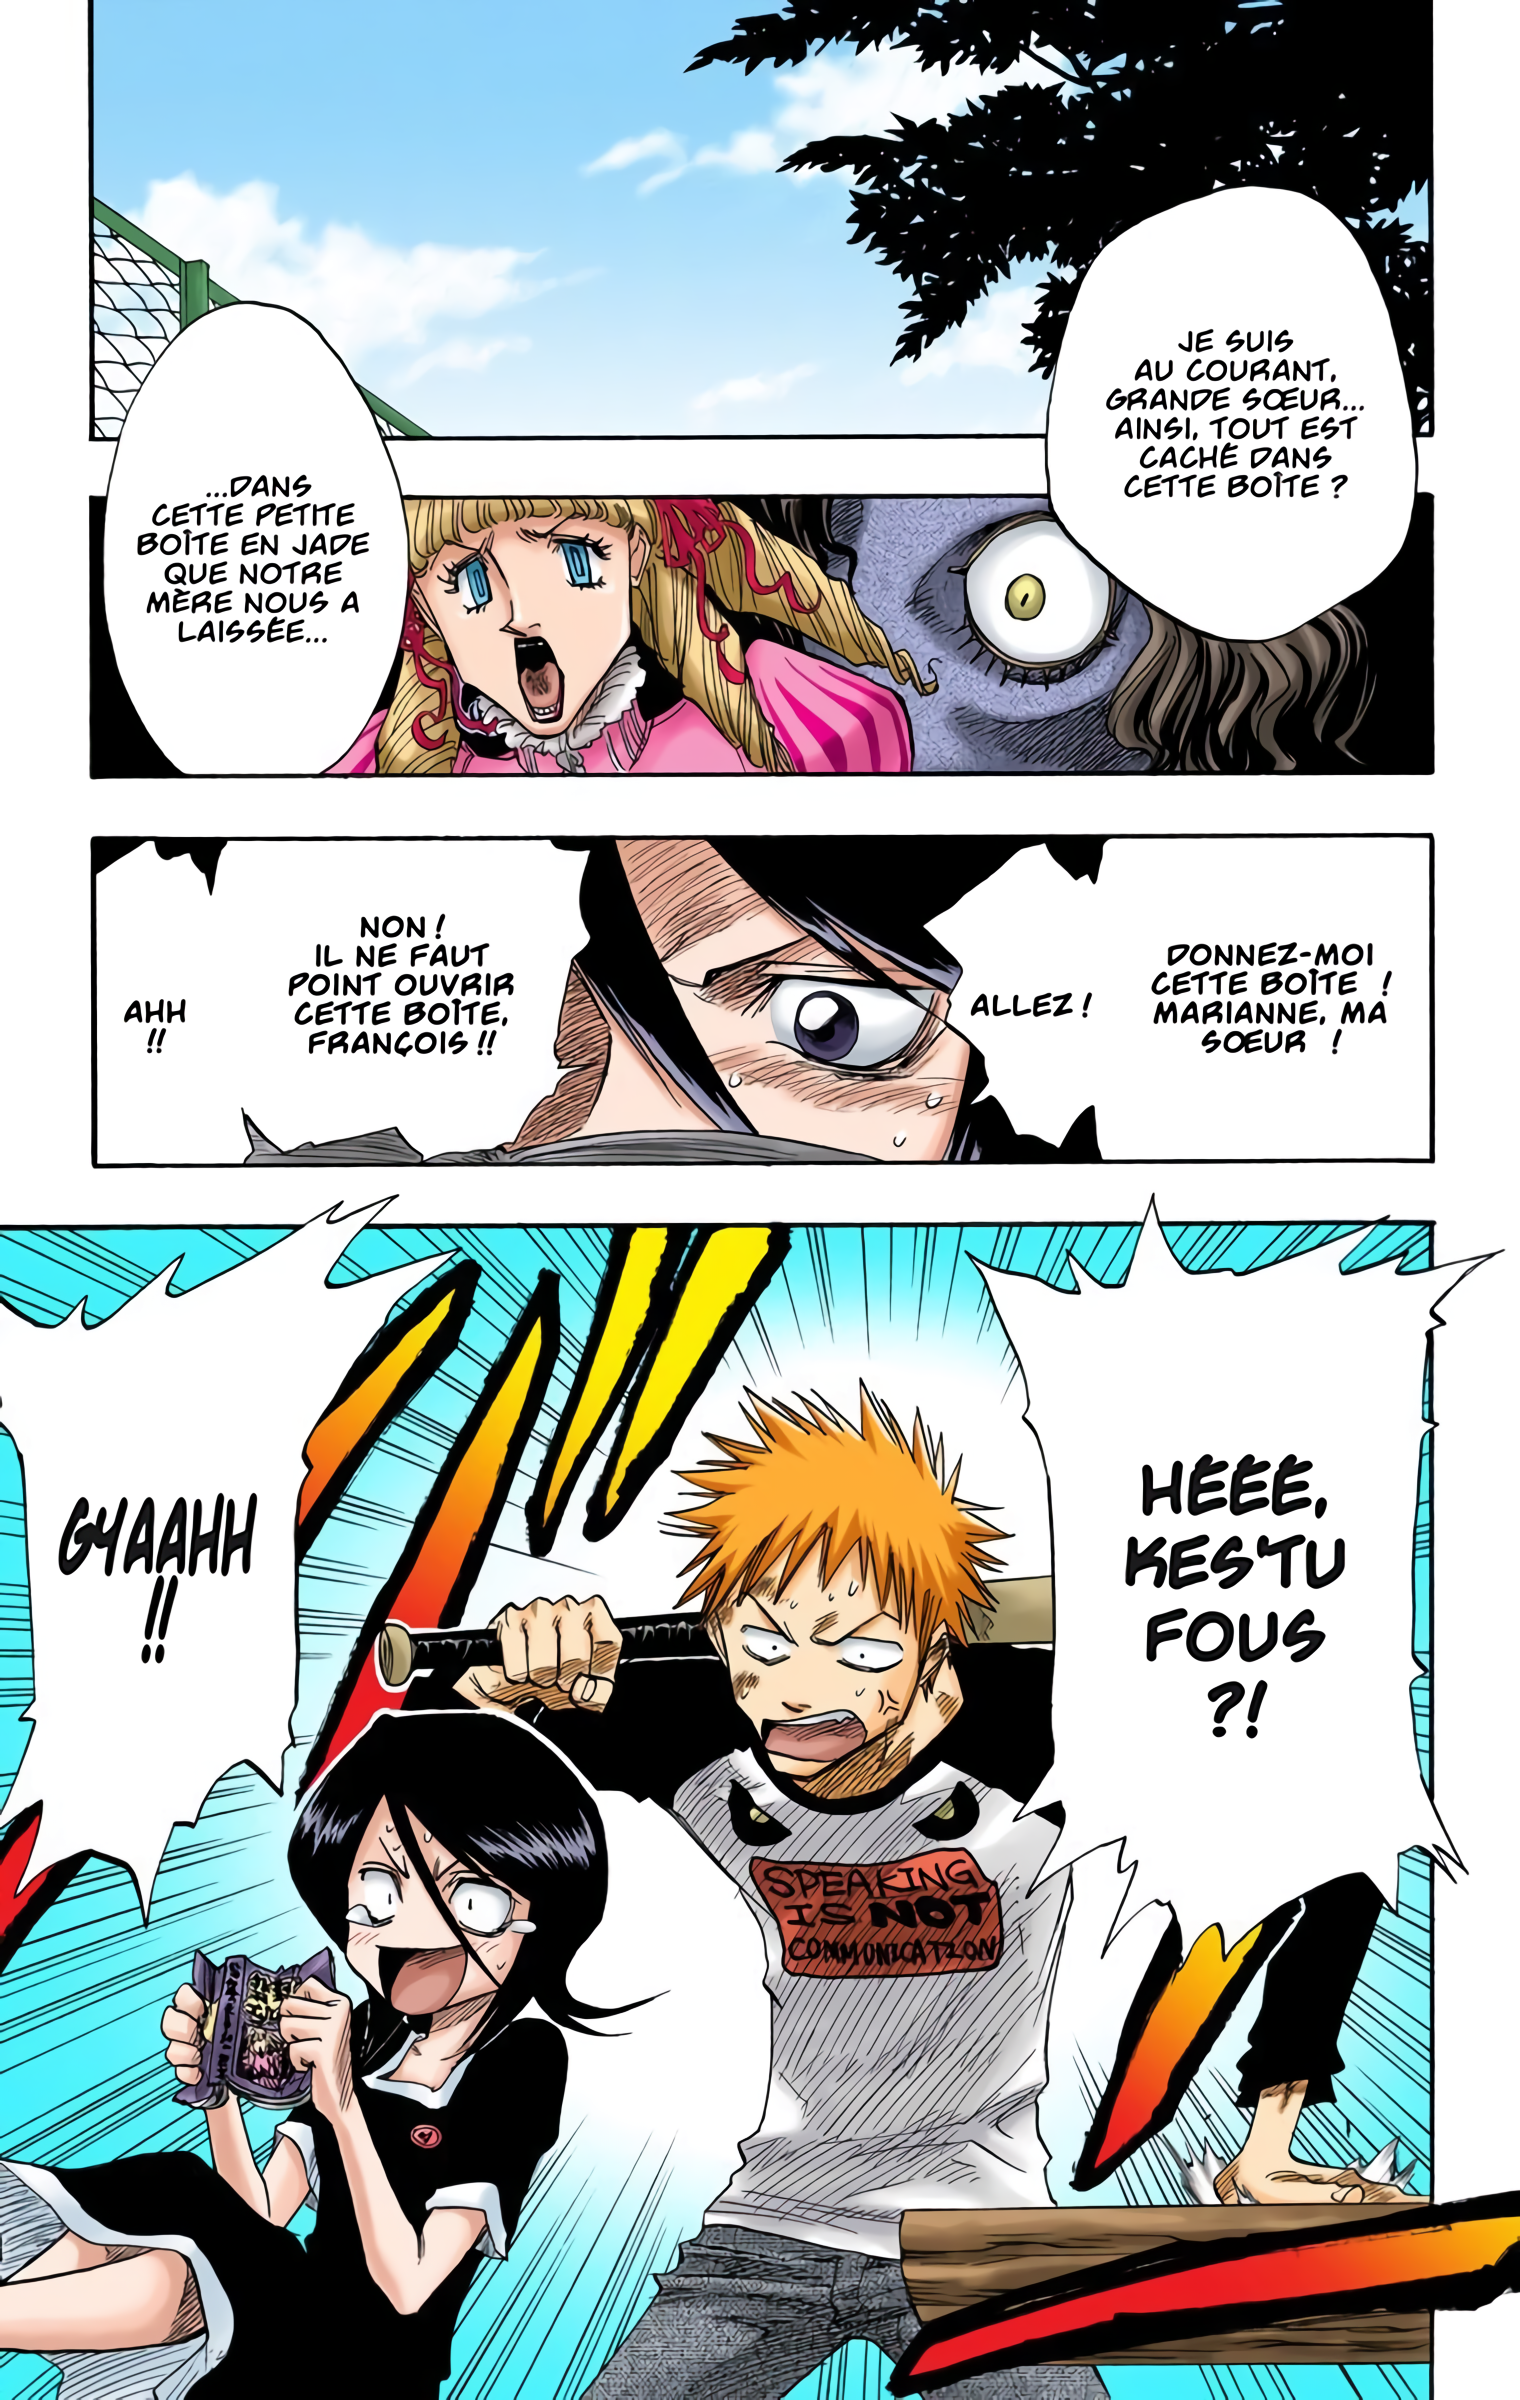 JE SUIS
AU COURANT,
GRANDE SŒUR...
AINSI, TOUT EST
CACHÉ DANS
CETTE BOÎTE ?
...DANS
CETTE PETITE
BOÎTE EN JADE
QUE NOTRE
MÈRE NOUS A
LAISSÉE...
DONNEZ-MOI
CETTE BOÎTE !
MARIANNE, MA
SŒUR !
ALLEZ !
NON !
IL NE FAUT
POINT OUVRIR
CETTE BOÎTE,
FRANÇOIS !!
AHH
!!
HÉÉÉ,
KES'TU
FOUS
?!
GYAAHH
!!
SPEAKING
IS NOT
COMMUNICATION